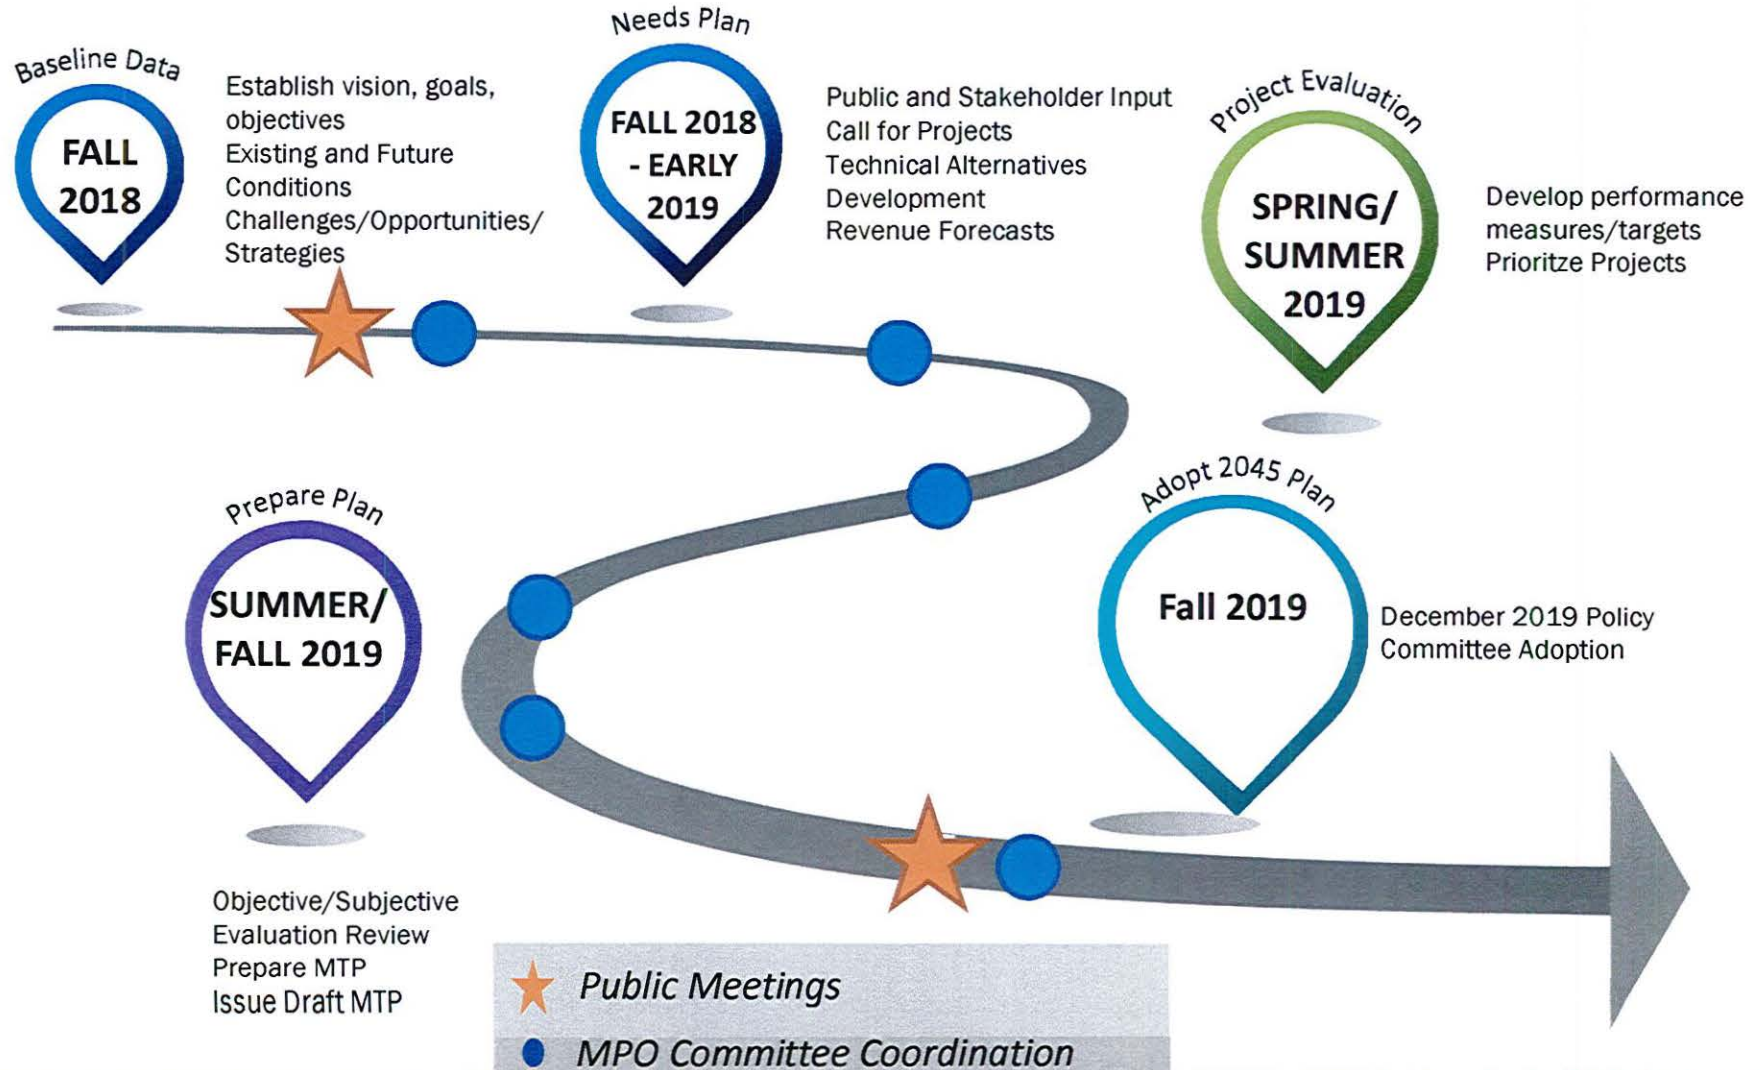 Baseline Data
FALL
2018
Establish vision, goals,
objectives
Existing and Future
Conditions
Challenges/Opportunities/
Strategies
Needs Plan
FALL 2018
- EARLY
2019
Public and Stakeholder Input
Call for Projects
Technical Alternatives
Development
Revenue Forecasts
Project Evaluation
SPRING/
SUMMER
2019
Develop performance
measures/targets
Prioritze Projects
Prepare Plan
SUMMER/
FALL 2019
Objective/Subjective
Evaluation Review
Prepare MTP
Issue Draft MTP
Adopt 2045 Plan
Fall 2019
December 2019 Policy
Committee Adoption
Public Meetings
MPO Committee Coordination